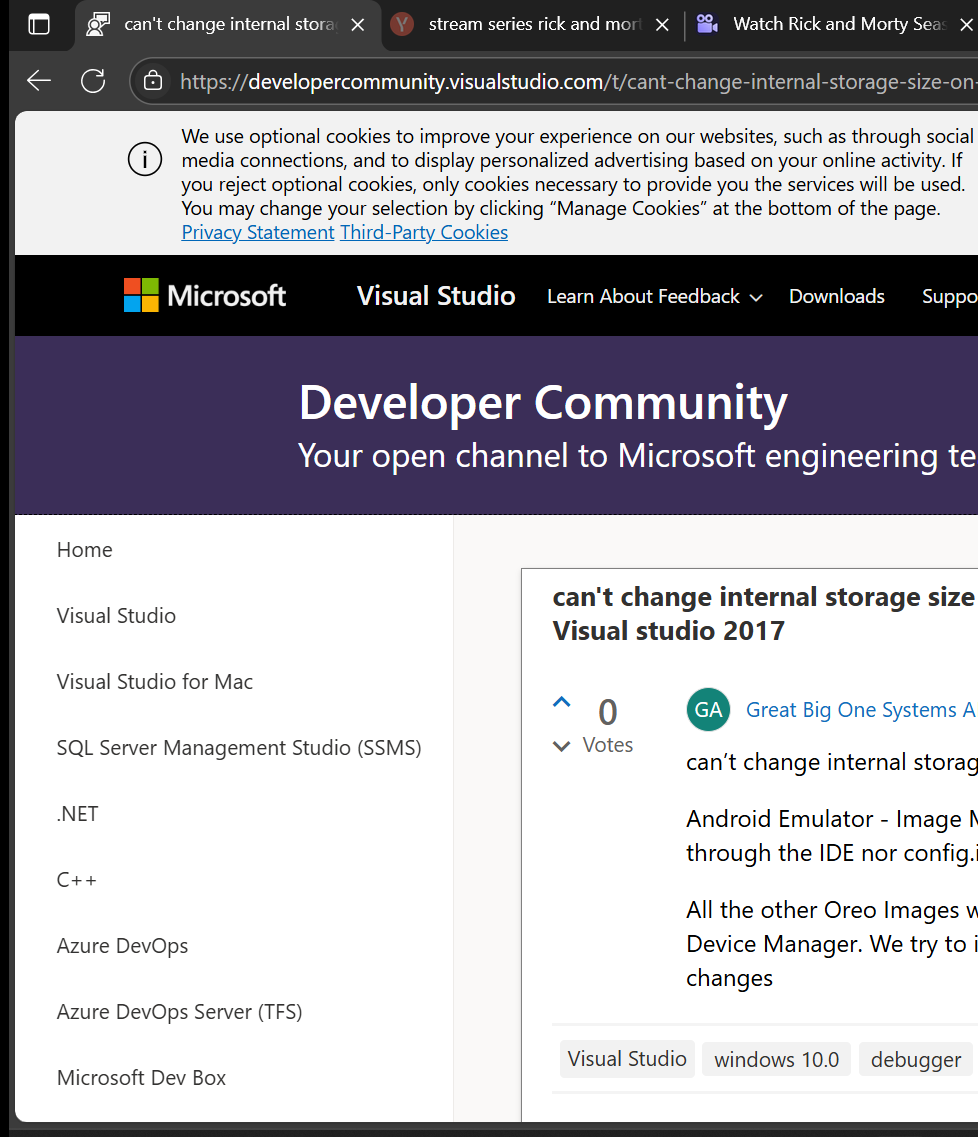 can't change internal stora
stream series rick and mort
Watch Rick and Morty Seas
https://developercommunity.visualstudio.com/t/cant-change-internal-storage-size-on-
We use optional cookies to improve your experience on our websites, such as through social
media connections, and to display personalized advertising based on your online activity. If
you reject optional cookies, only cookies necessary to provide you the services will be used.
You may change your selection by clicking “Manage Cookies” at the bottom of the page.
Privacy Statement Third-Party Cookies
Microsoft
Visual Studio
Learn About Feedback
Downloads
Suppo
Developer Community
Your open channel to Microsoft engineering te
Home
Visual Studio
Visual Studio for Mac
SQL Server Management Studio (SSMS)
.NET
C++
Azure DevOps
Azure DevOps Server (TFS)
Microsoft Dev Box
can't change internal storage size
Visual studio 2017
0
Votes
GA
Great Big One Systems A
can’t change internal storag
Android Emulator - Image M
through the IDE nor config.i
All the other Oreo Images w
Device Manager. We try to i
changes
Visual Studio
windows 10.0
debugger